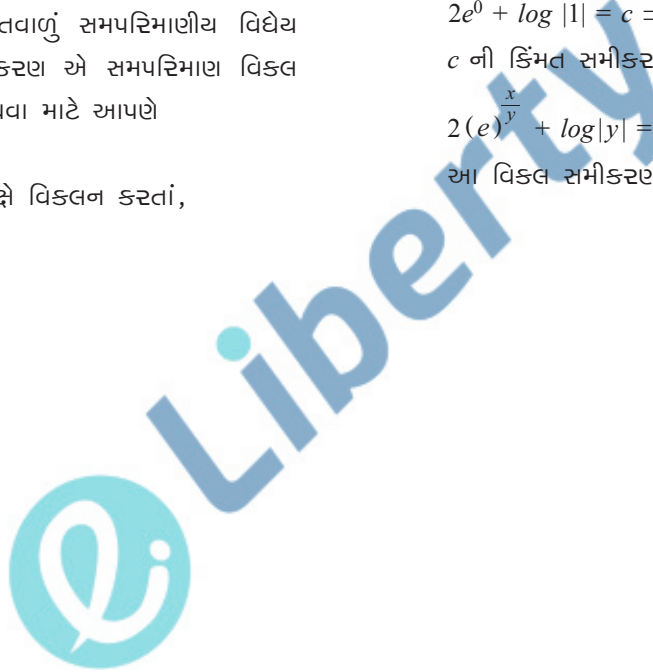 તવાળું સમપરિમાણીય વિધેય
કરણ એ સમપરિમાણ વિકલ
વા માટે આપણે
ક્ષે વિકલન કરતાં,
2e⁰ + log |1| = c
c ની કિંમત સમીકર
2(e)^{x/y} + log|y| =
આ વિકલ સમીકરણ
Liberty